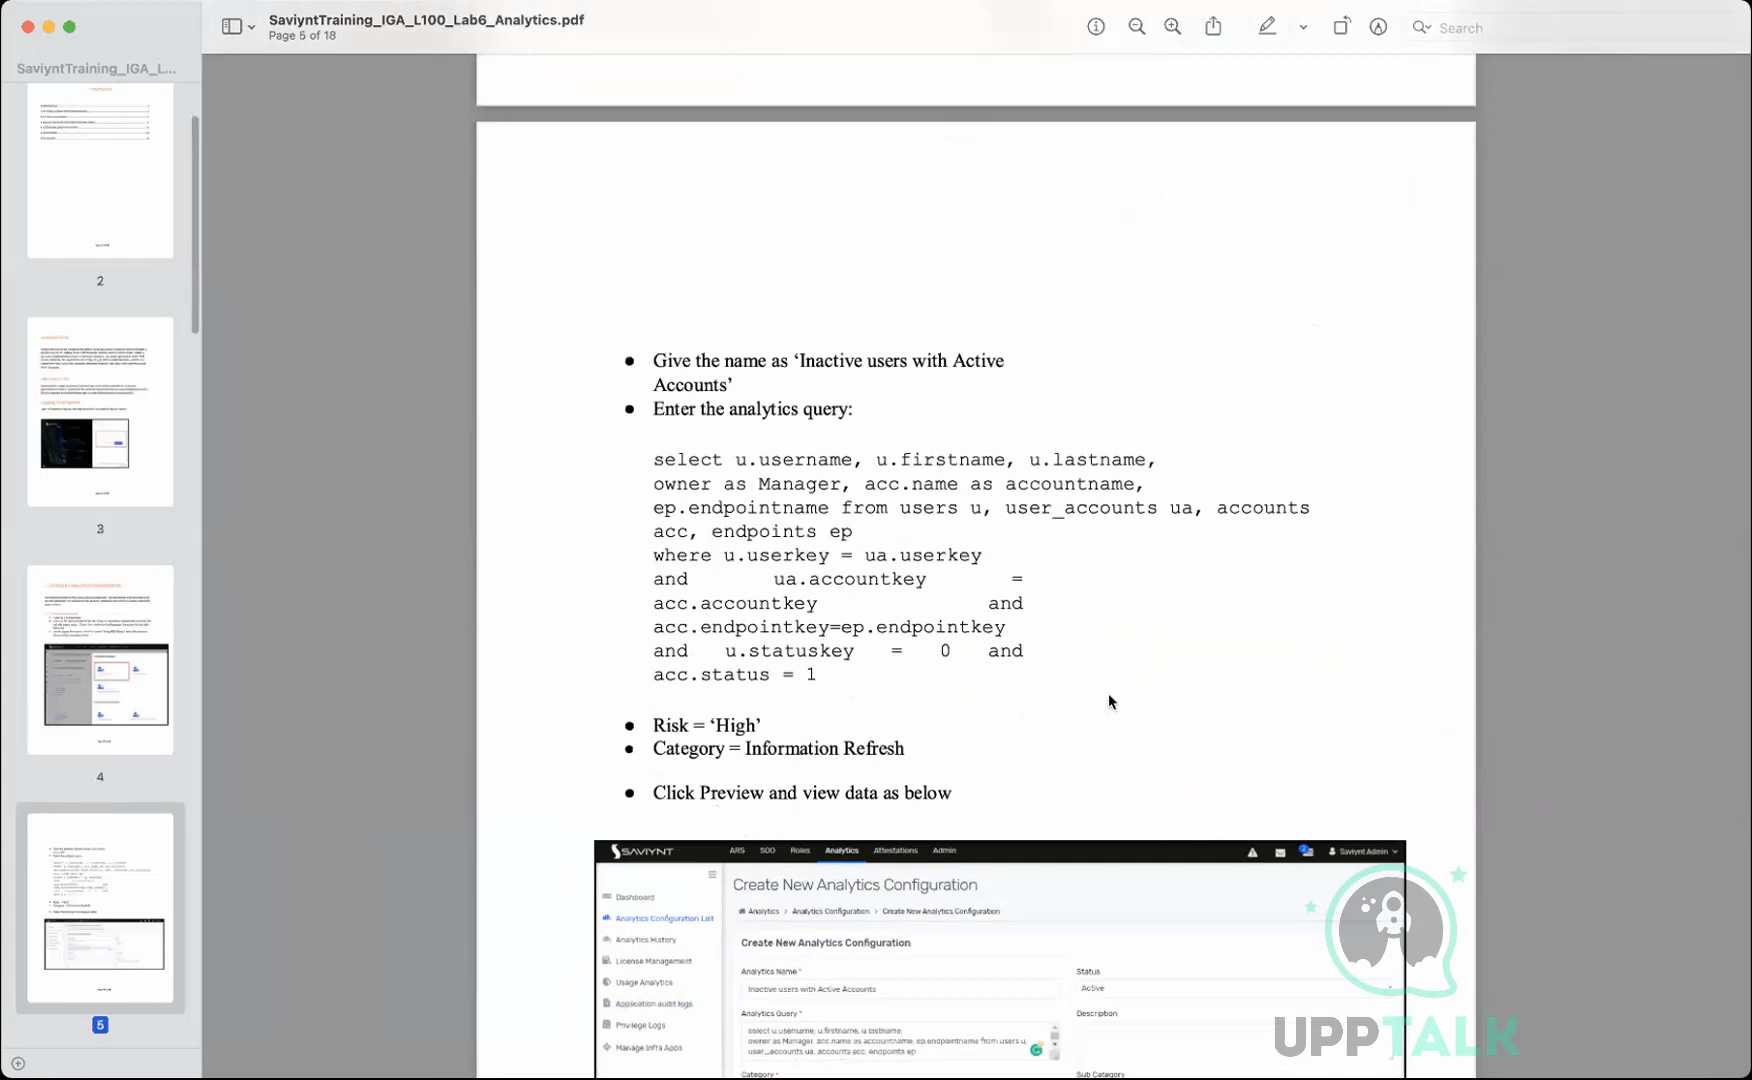 SaviyntTraining_IGA_L100_Lab6_Analytics.pdf
Page 5 of 18
Search
SaviyntTraining_IGA_L...
2
3
4
5
● Give the name as ‘Inactive users with Active
Accounts’
● Enter the analytics query:
select u.username, u.firstname, u.lastname,
owner as Manager, acc.name as accountname,
ep.endpointname from users u, user_accounts ua, accounts
acc, endpoints ep
where u.userkey = ua.userkey
and ua.accountkey =
acc.accountkey and
acc.endpointkey=ep.endpointkey
and u.statuskey = 0 and
acc.status = 1
● Risk = ‘High’
● Category = Information Refresh
● Click Preview and view data as below
SAVIYNT ARS SOD Roles Analytics Attestations Admin Saviynt Admin
Dashboard
Analytics Configuration List
Analytics History
License Management
Usage Analytics
Application audit logs
Privilege Logs
Manage Infra Apps
Create New Analytics Configuration
Analytics > Analytics Configuration > Create New Analytics Configuration
Create New Analytics Configuration
Analytics Name *
Inactive users with Active Accounts
Status
Active
Analytics Query *
select u.username, u.firstname, u.lastname,
owner as Manager, acc.name as accountname, ep.endpointname from users u,
user_accounts ua, accounts acc, endpoints ep
Description
Category *
Sub Category
UPPTALK